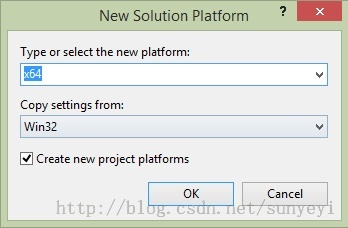 New Solution Platform
?
Type or select the new platform:
x64
Copy settings from:
Win32
Create new project platforms
OK Cancel
http://blog.csdn.net/sunyeyi